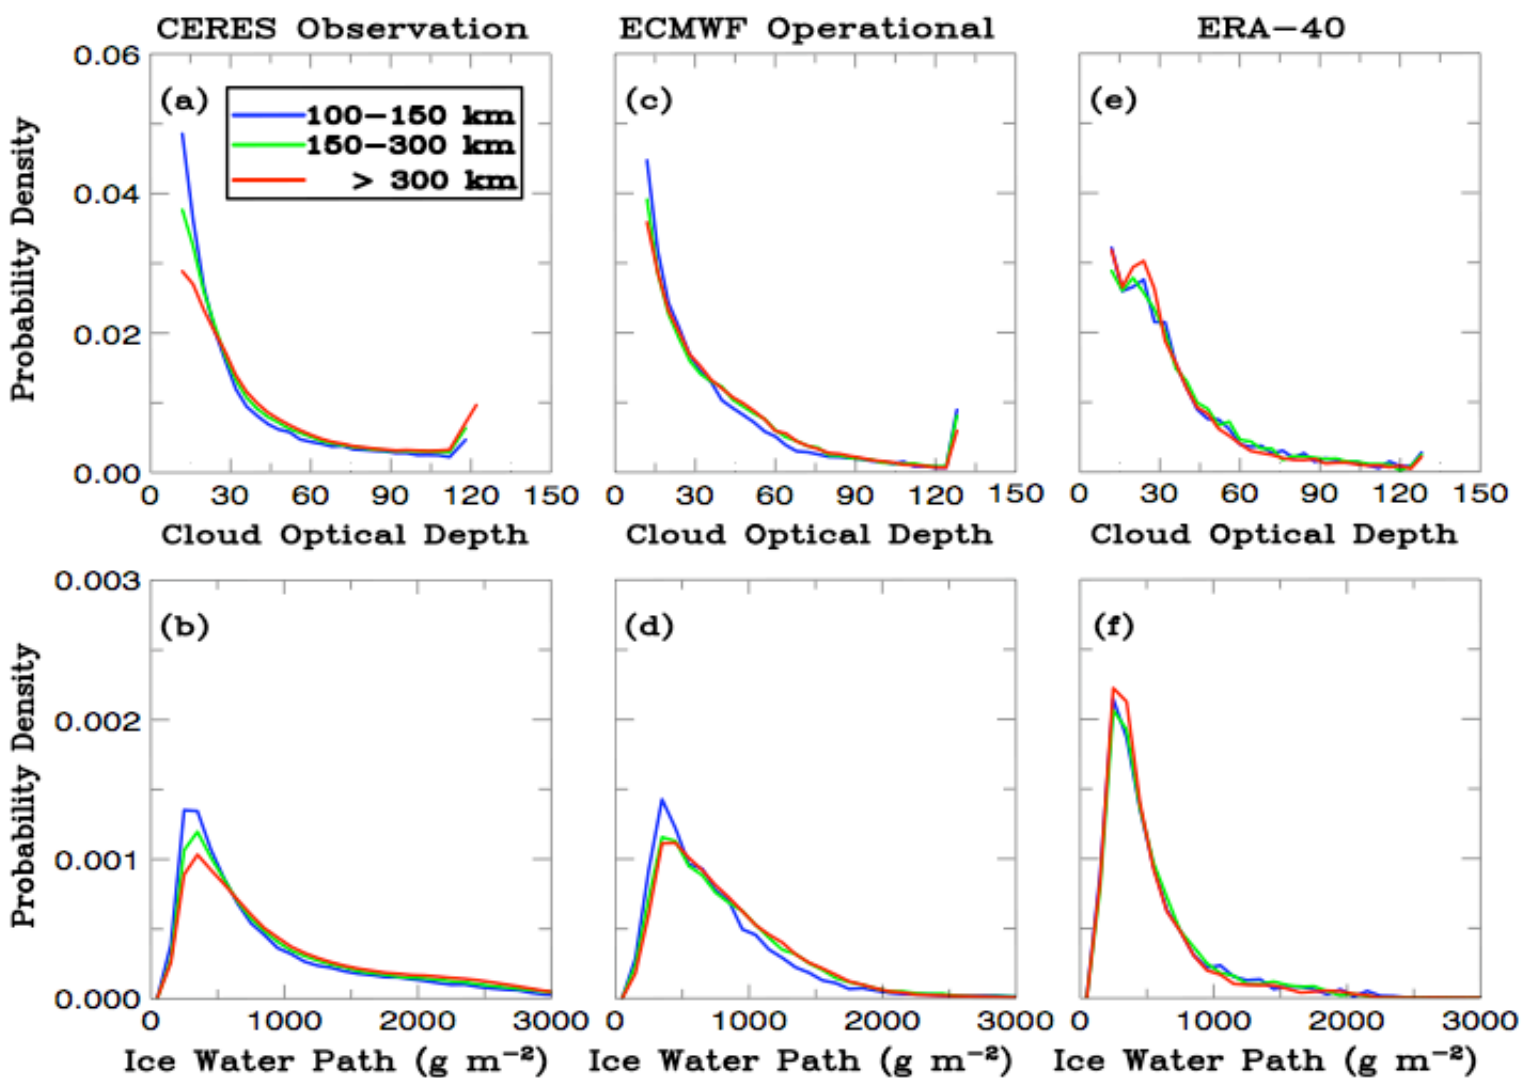 CERES Observation ECMWF Operational ERA-40
0.06
(a) (c) (e)
100-150 km
150-300 km
> 300 km
0.04
0.02
0.00
Probability Density
0 30 60 90 120 150 0 30 60 90 120 150 0 30 60 90 120 150
Cloud Optical Depth Cloud Optical Depth Cloud Optical Depth
0.003
(b) (d) (f)
0.002
0.001
0.000
Probability Density
0 1000 2000 3000 0 1000 2000 3000 0 1000 2000 3000
Ice Water Path (g m⁻²) Ice Water Path (g m⁻²) Ice Water Path (g m⁻²)